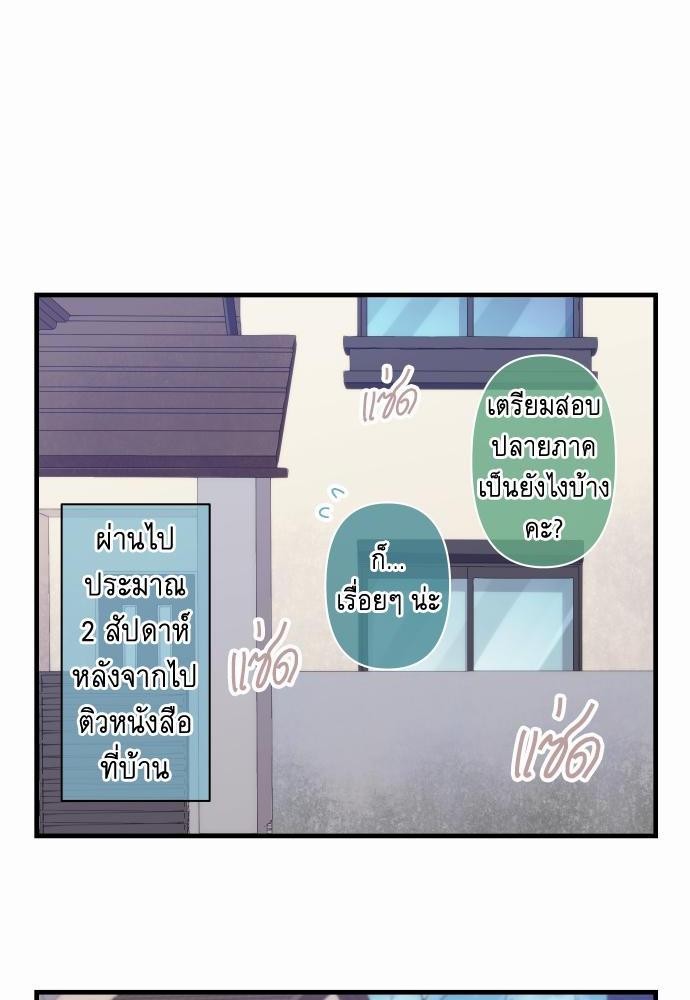 แซ่ด
เตรียมสอบ
ปลายภาค
เป็นยังไงบ้าง
คะ?
ก็...
เรื่อยๆ น่ะ
ผ่านไป
ประมาณ
2 สัปดาห์
หลังจากไป
ติวหนังสือ
ที่บ้าน
แซ่ด
แซ่ด